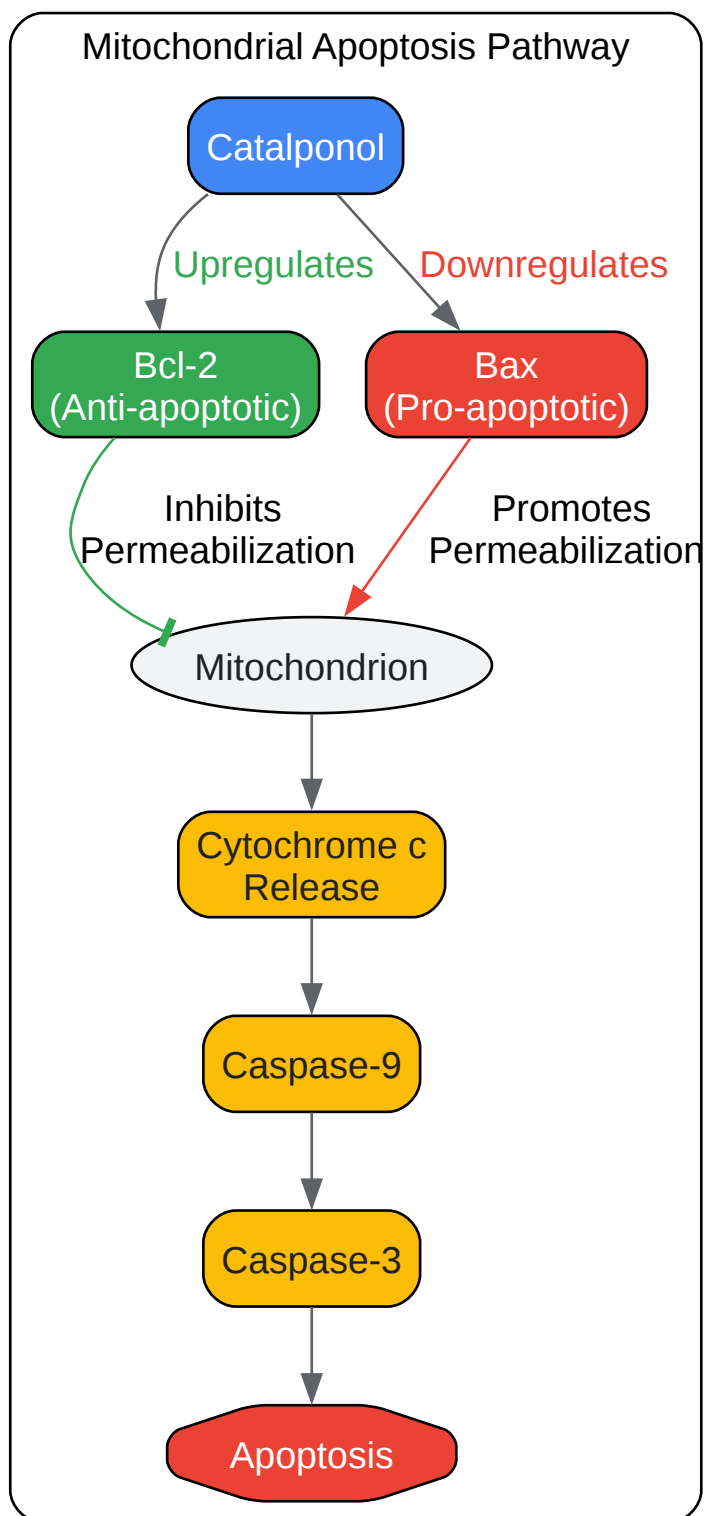 Mitochondrial Apoptosis Pathway
Catalponol
Upregulates
Downregulates
Bcl-2
(Anti-apoptotic)
Bax
(Pro-apoptotic)
Inhibits
Permeabilization
Promotes
Permeabilization
Mitochondrion
Cytochrome c
Release
Caspase-9
Caspase-3
Apoptosis